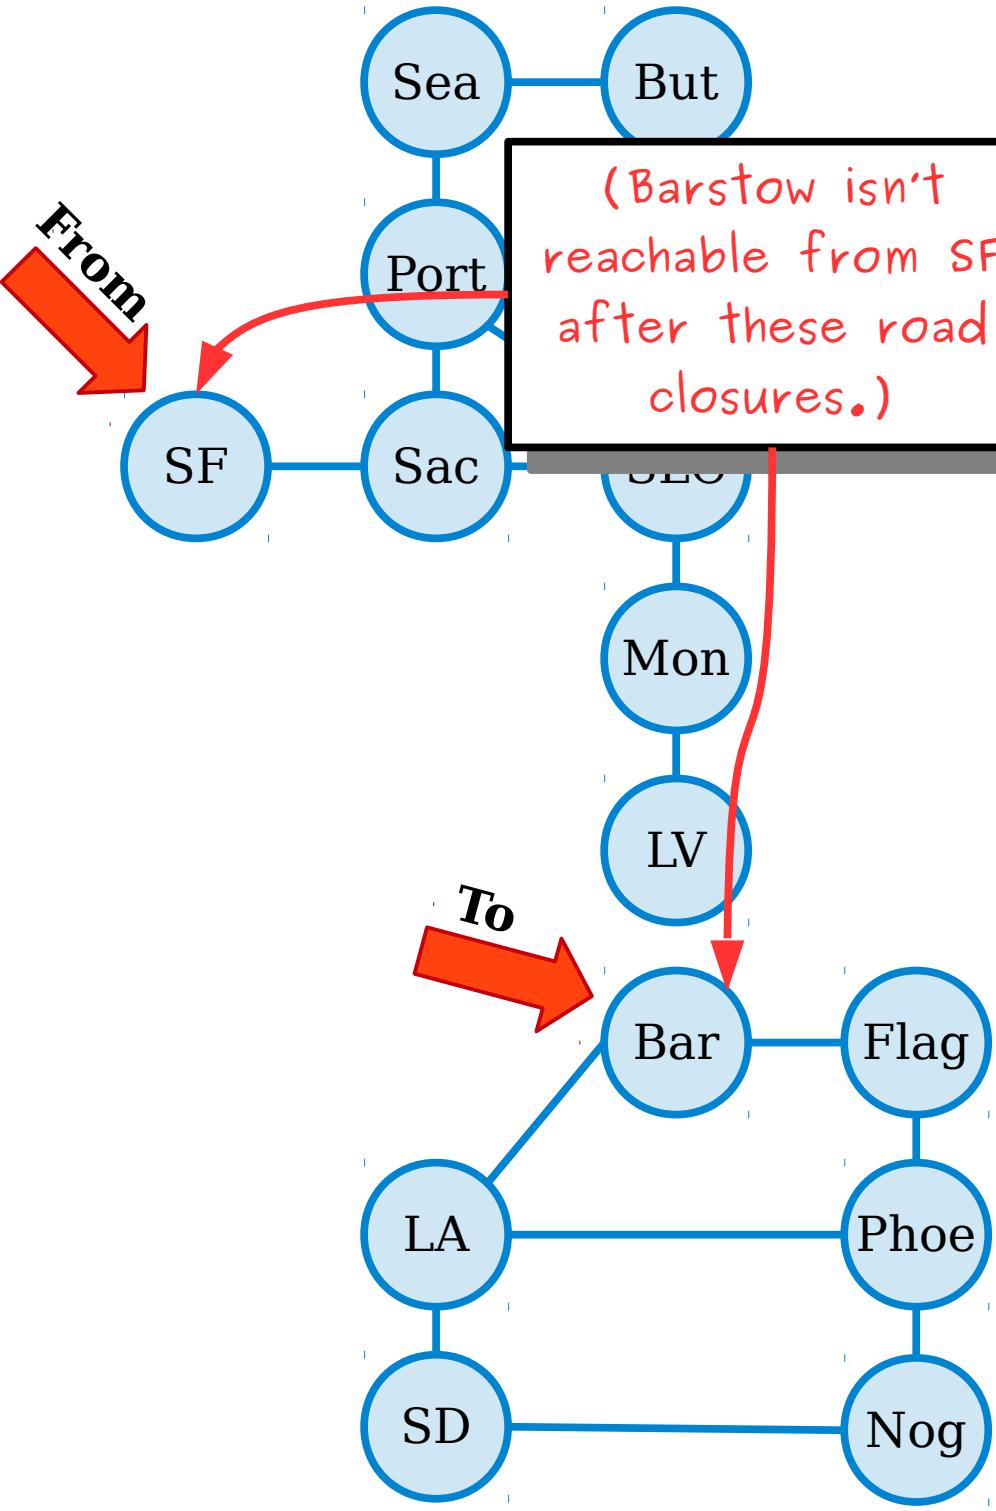 Sea
But
(Barstow isn't
reachable from SF
after these road
closures.)
From
Port
SF
Sac
Mon
LV
To
Bar
Flag
LA
Phoe
SD
Nog